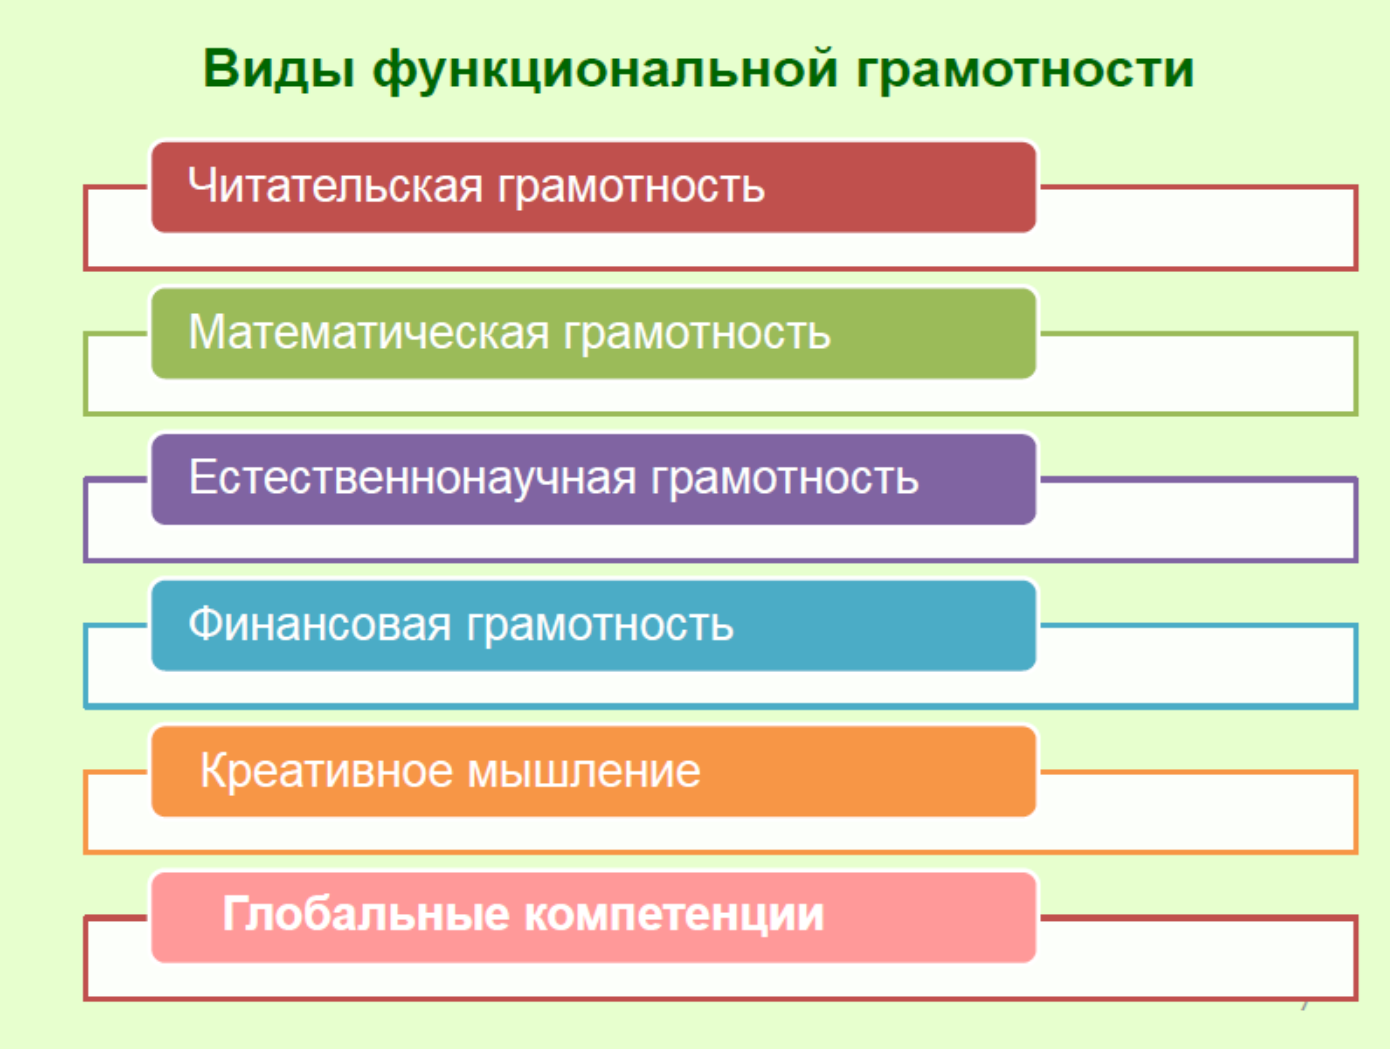 Виды функциональной грамотности
Читательская грамотность
Математическая грамотность
Естественнонаучная грамотность
Финансовая грамотность
Креативное мышление
Глобальные компетенции